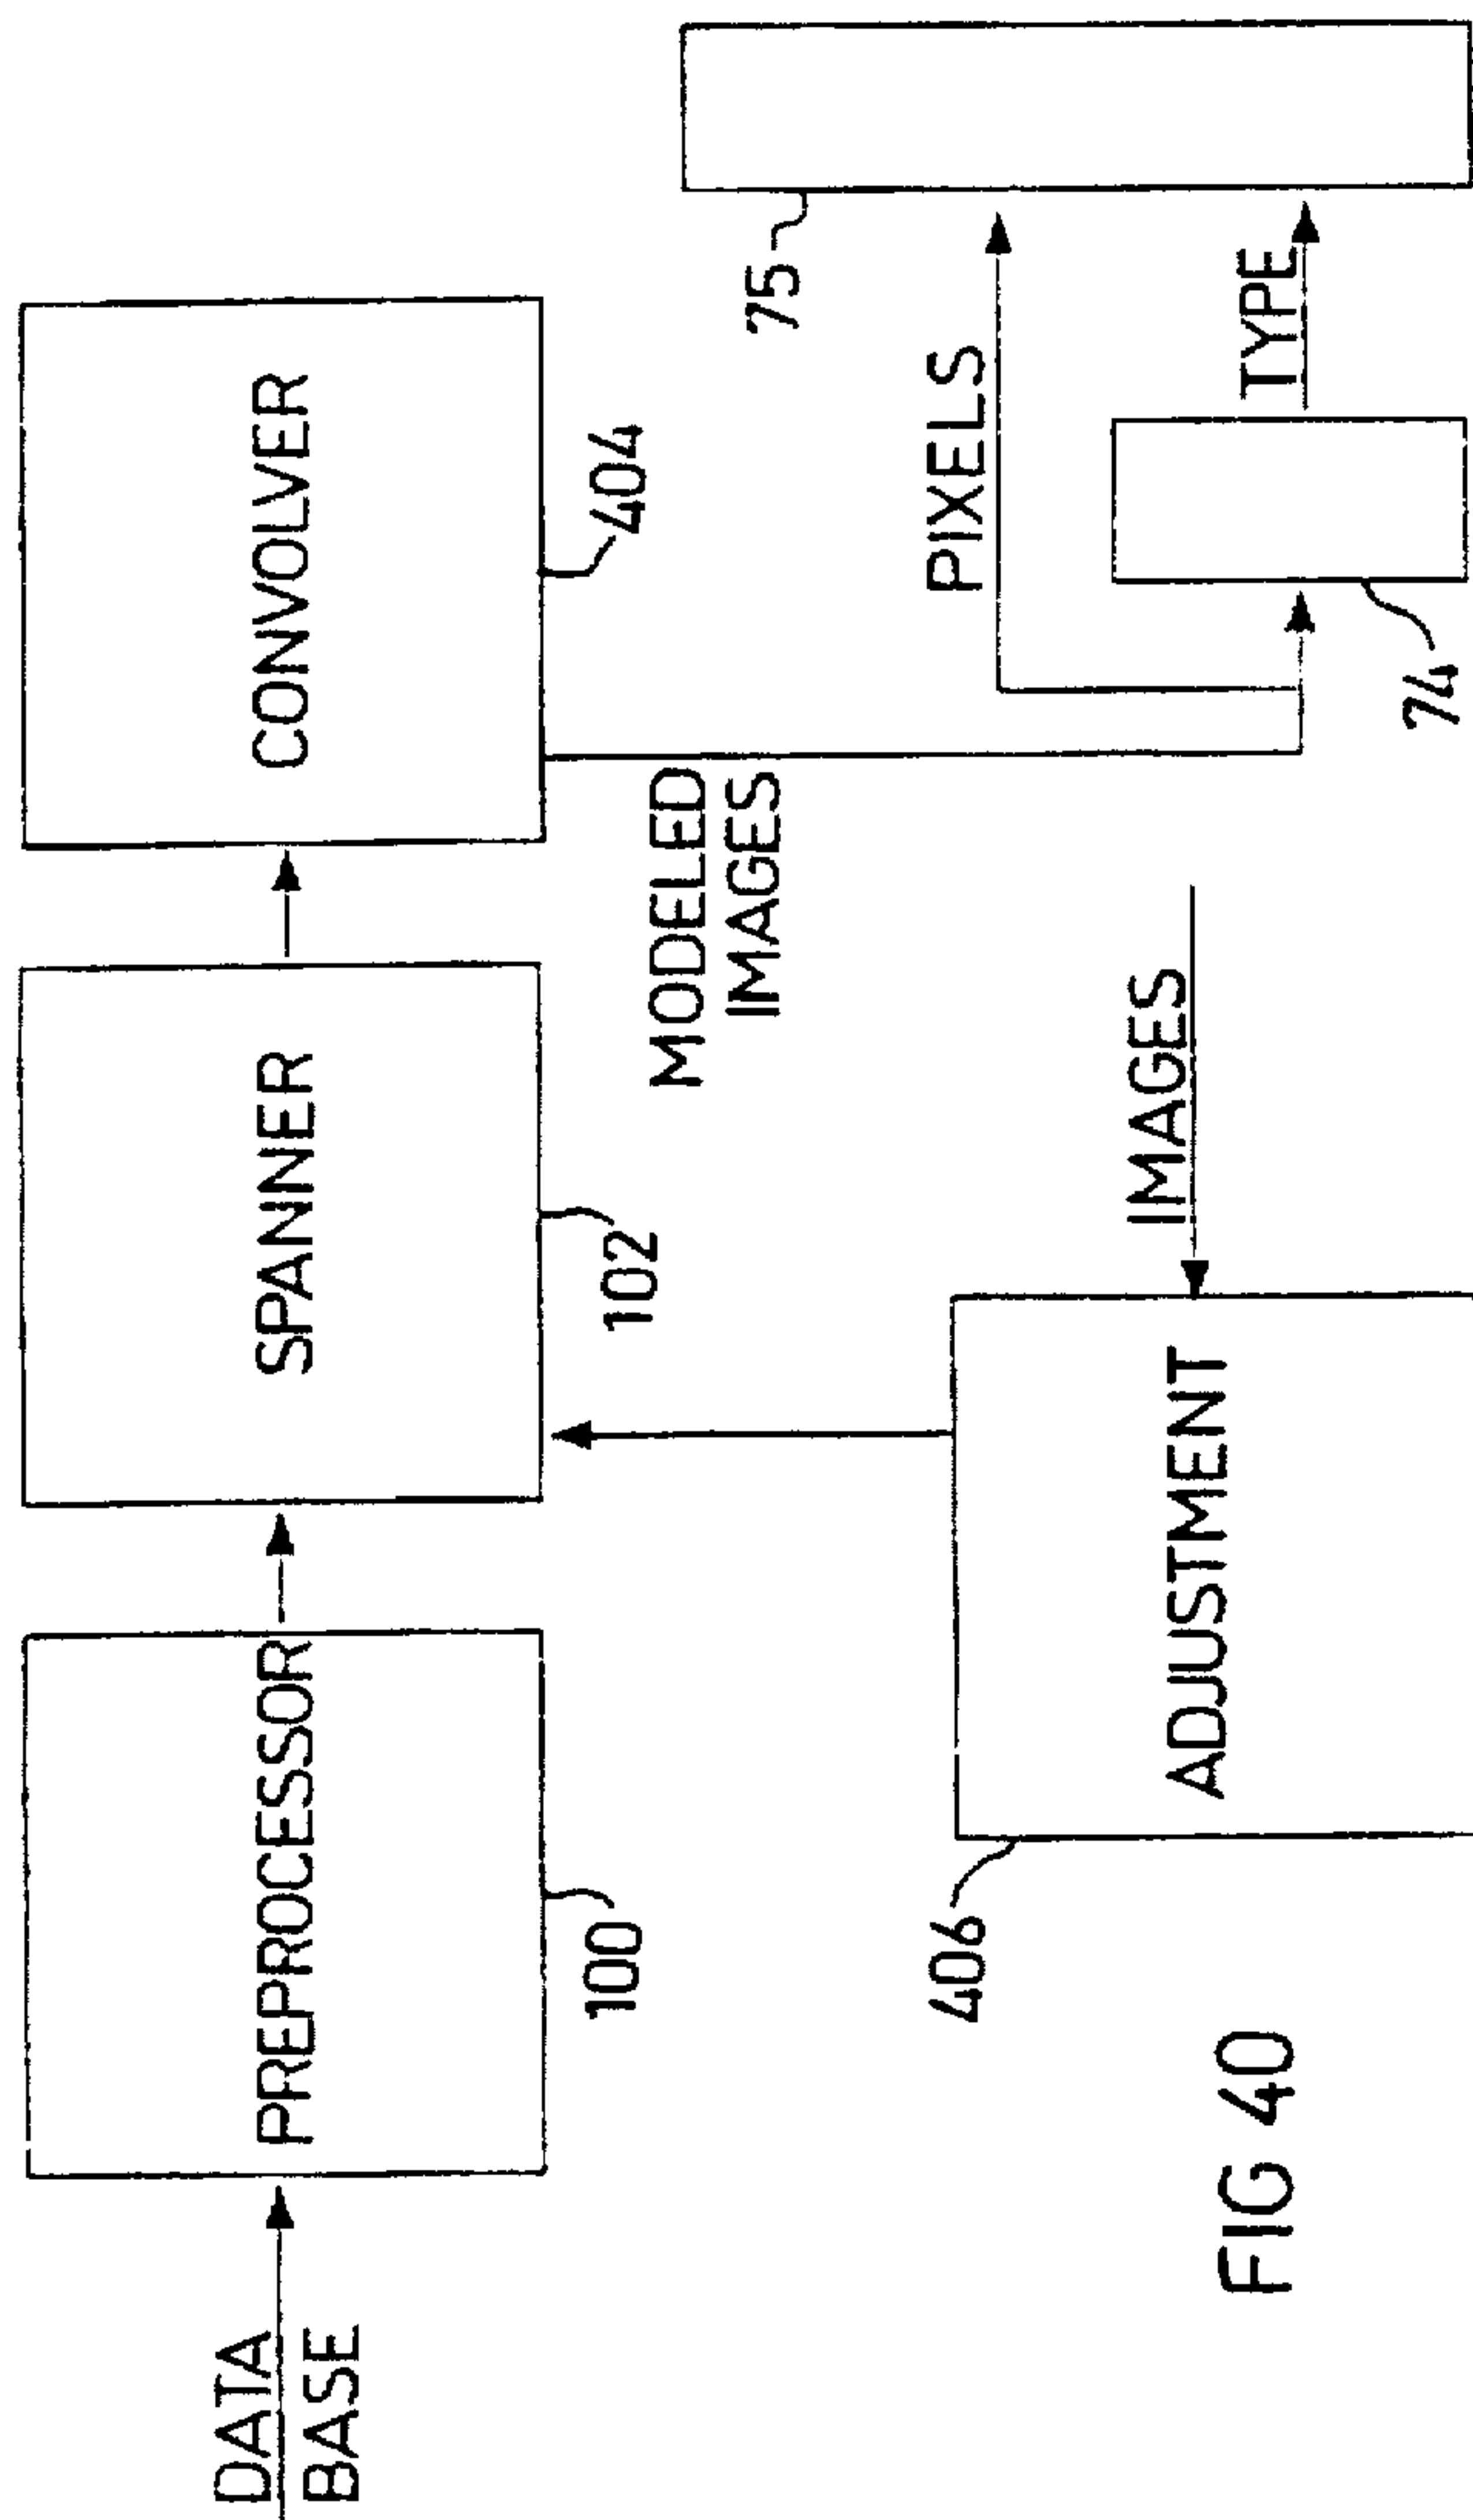 DATA
BASE
PREPROCESSOR
100
SPANNER
102
CONVOLVER
404
MODELED
IMAGES
PIXELS
75
TYPE
74
IMAGES
ADJUSTMENT
406
FIG 40